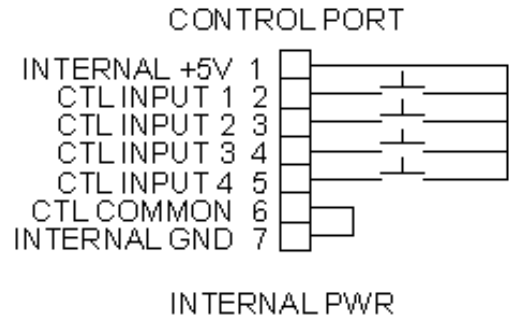 CONTROL PORT
INTERNAL +5V 1
CTL INPUT 1 2
CTL INPUT 2 3
CTL INPUT 3 4
CTL INPUT 4 5
CTL COMMON 6
INTERNAL GND 7
INTERNAL PWR